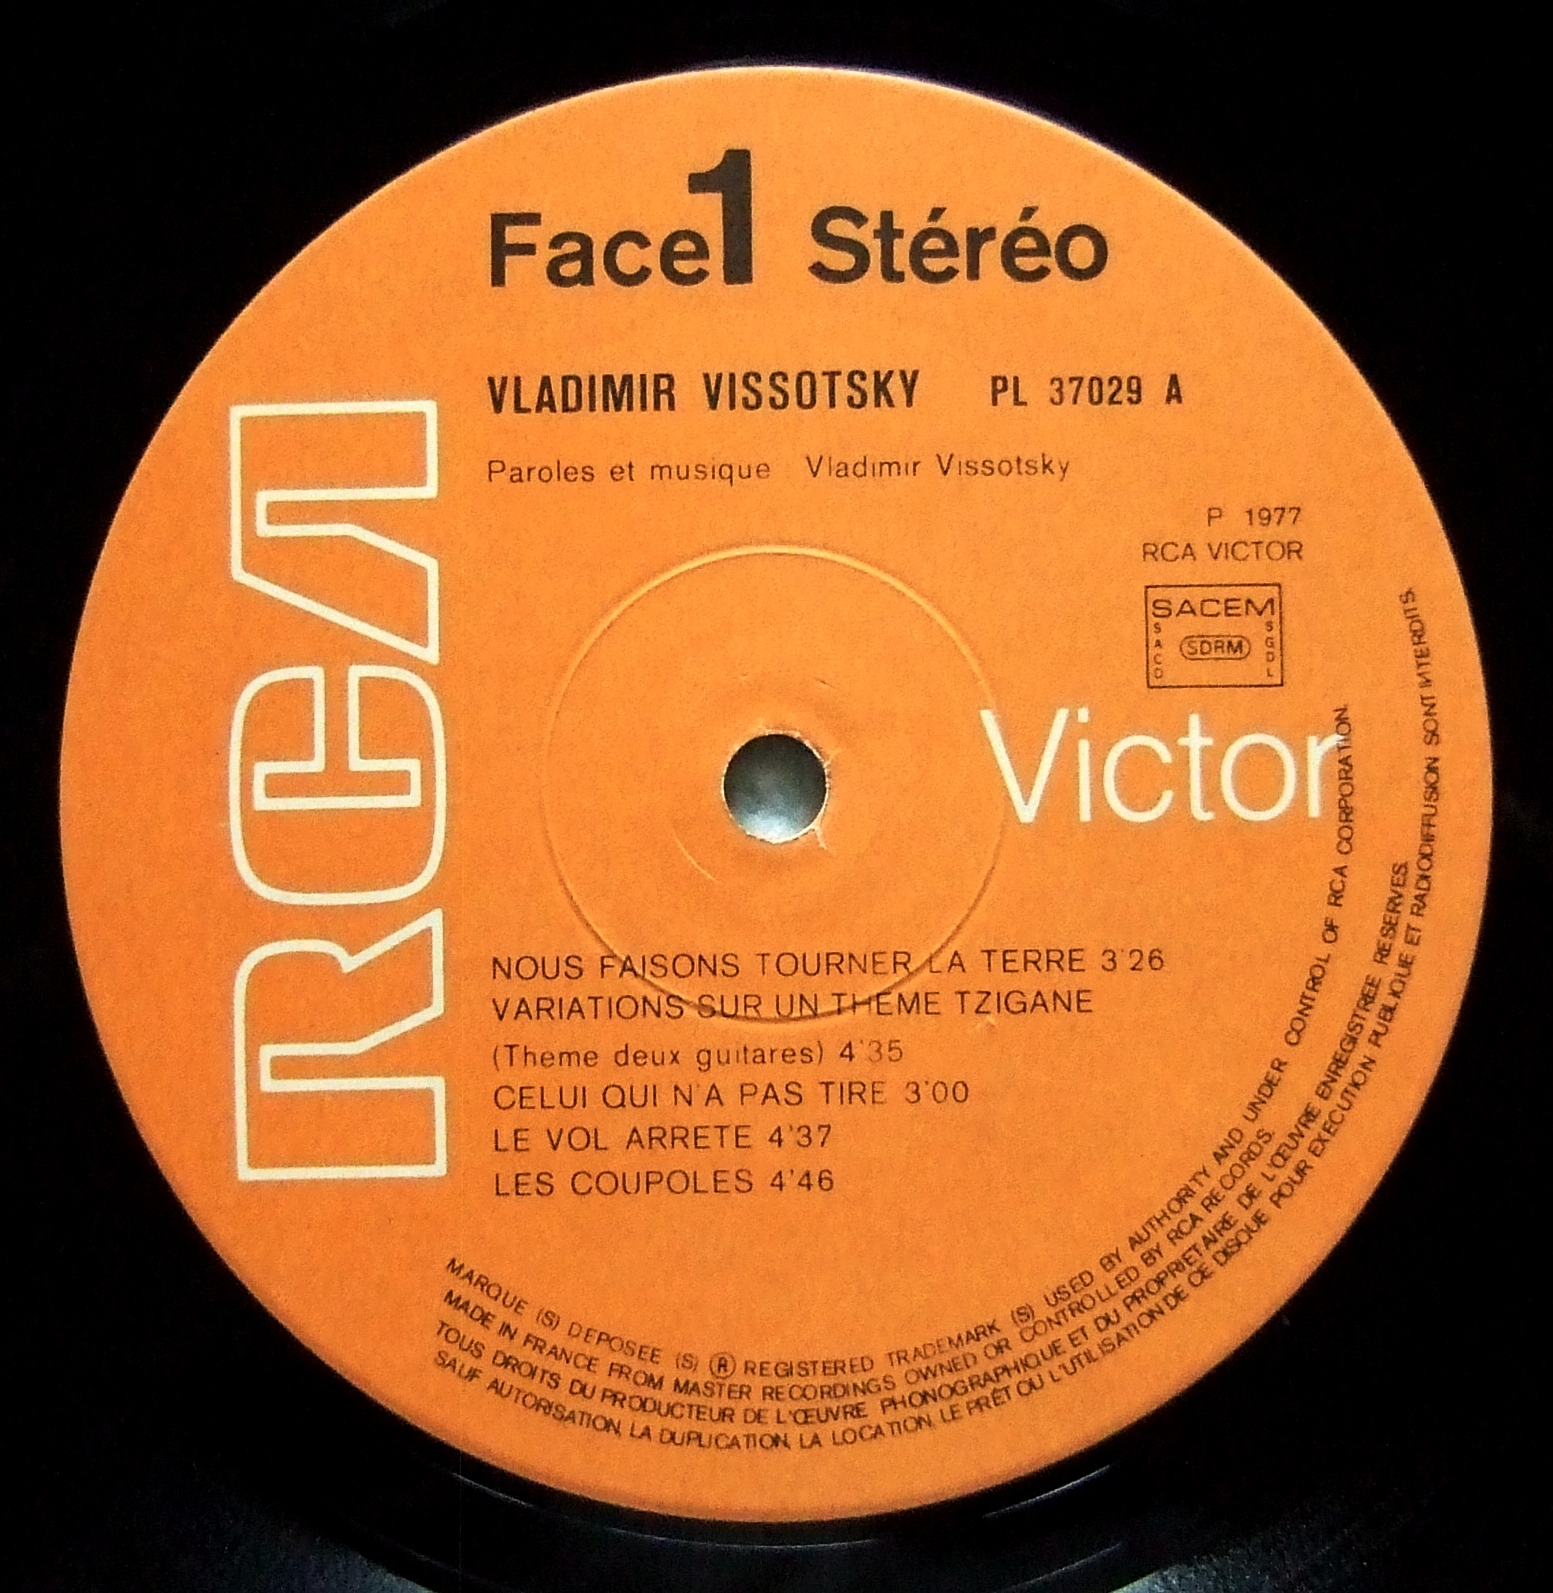 Face 1 Stéréo
VLADIMIR VISSOTSKY PL 37029 A
Paroles et musique Vladimir Vissotsky
P 1977
RCA VICTOR
SACEM
SACD
SDRM
SGDL
RCA
Victor
NOUS FAISONS TOURNER LA TERRE 3'26
VARIATIONS SUR UN THEME TZIGANE
(Theme deux guitares) 4'35
CELUI QUI N'A PAS TIRE 3'00
LE VOL ARRETE 4'37
LES COUPOLES 4'46
MARQUE (S) DEPOSEE (S) ® REGISTERED TRADEMARK (S) USED BY AUTHORITY AND UNDER CONTROL OF RCA CORPORATION.
MADE IN FRANCE FROM MASTER RECORDINGS OWNED OR CONTROLLED BY RCA RECORDS.
TOUS DROITS DU PRODUCTEUR DE L'ŒUVRE PHONOGRAPHIQUE ET DU PROPRIETAIRE DE L'ŒUVRE ENREGISTREE RESERVES.
SAUF AUTORISATION, LA DUPLICATION, LA LOCATION, LE PRÊT OU L'UTILISATION DE CE DISQUE POUR EXECUTION PUBLIQUE ET RADIODIFFUSION SONT INTERDITS.